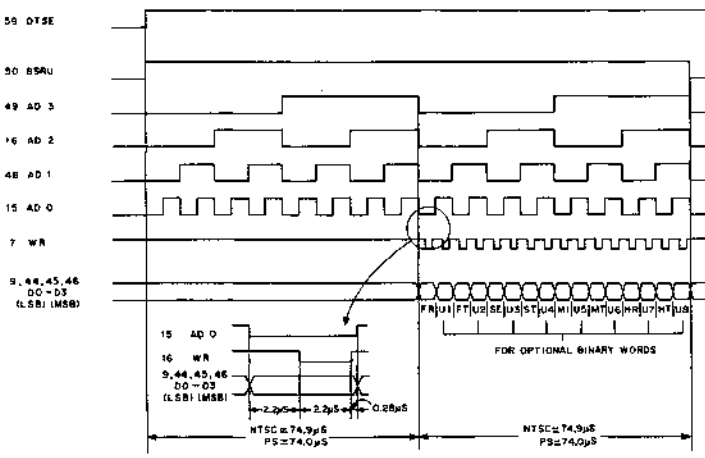 59 DTSE
50 BSRU
49 AD 3
16 AD 2
48 AD 1
15 AD 0
7 WR
9,44,45,46
D0-D3
(LSB) (MSB)
FR U1 FT U2 SE U3 ST U4 MI U5 MT U6 HR U7 HT U8
FOR OPTIONAL BINARY WORDS
15 AD 0
16 WR
9,44,45,46
D0-D3
(LSB) (MSB)
2.2µS 2.2µS 0.28µS
NTSC≅74.9µS
PS≅74.0µS
NTSC≅74.9µS
PS≅74.0µS